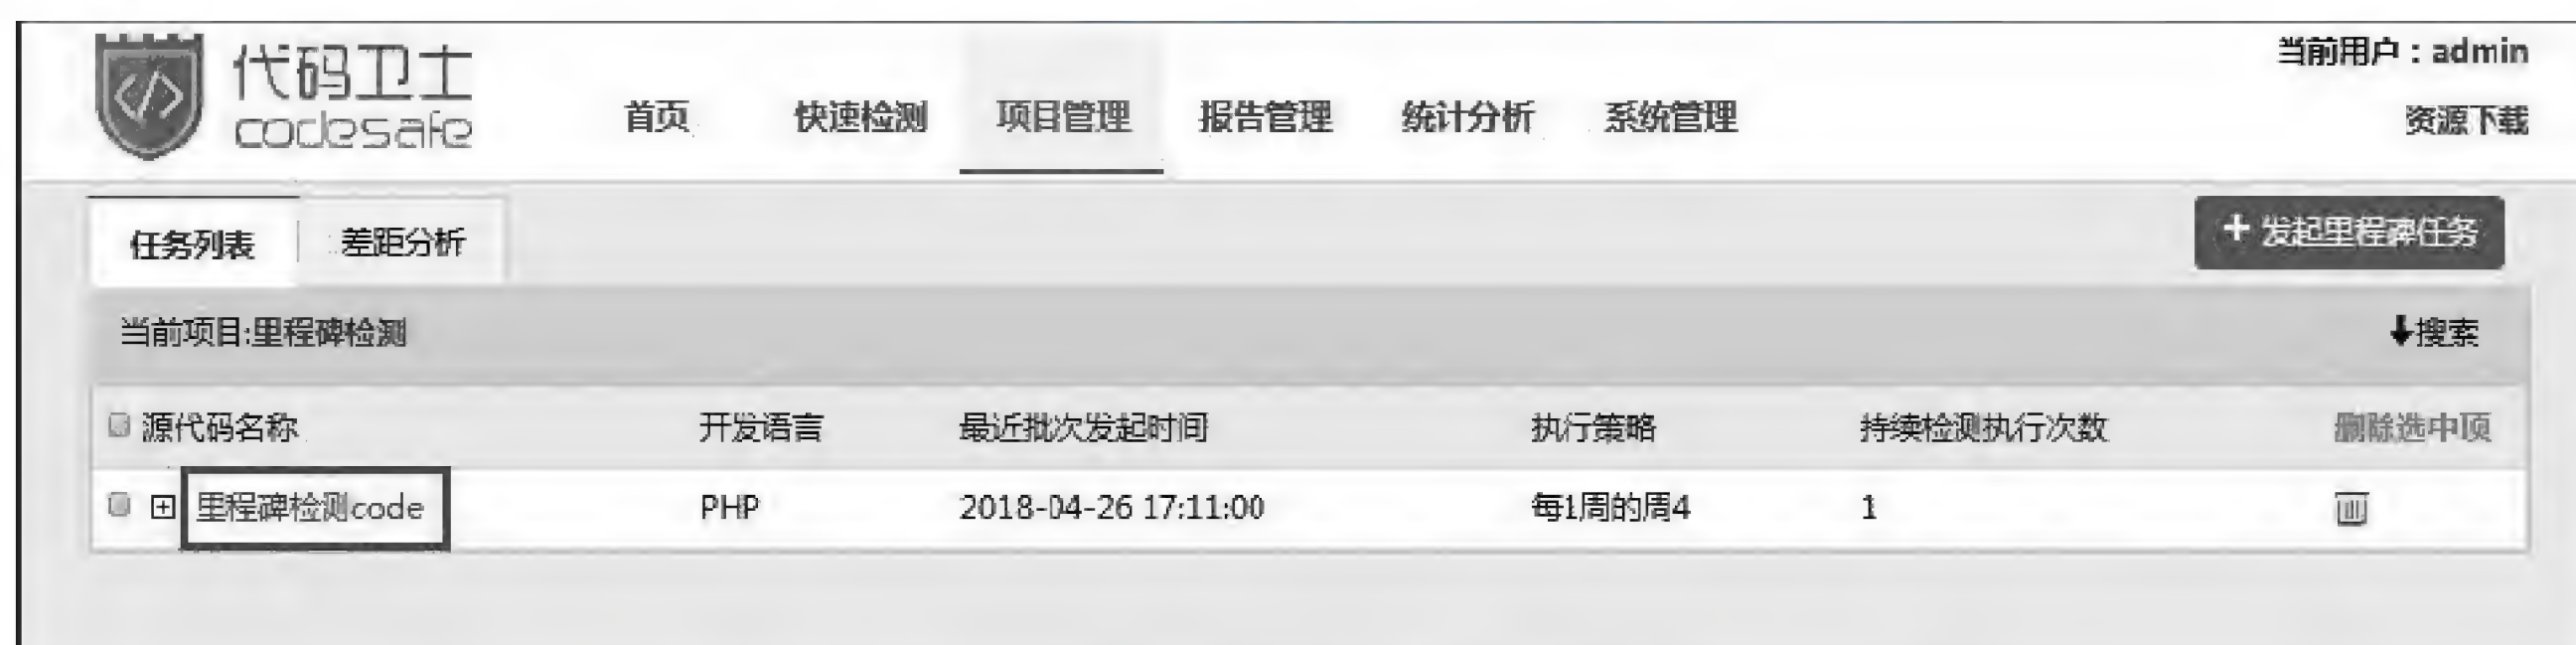 代码卫士
codesafe
首页 快速检测 项目管理 报告管理 统计分析 系统管理
当前用户：admin
资源下载
任务列表 差距分析
+ 发起里程碑任务
当前项目:里程碑检测
搜索
源代码名称 开发语言 最近批次发起时间 执行策略 持续检测执行次数 删除选中项
里程碑检测code PHP 2018-04-26 17:11:00 每1周的周4 1